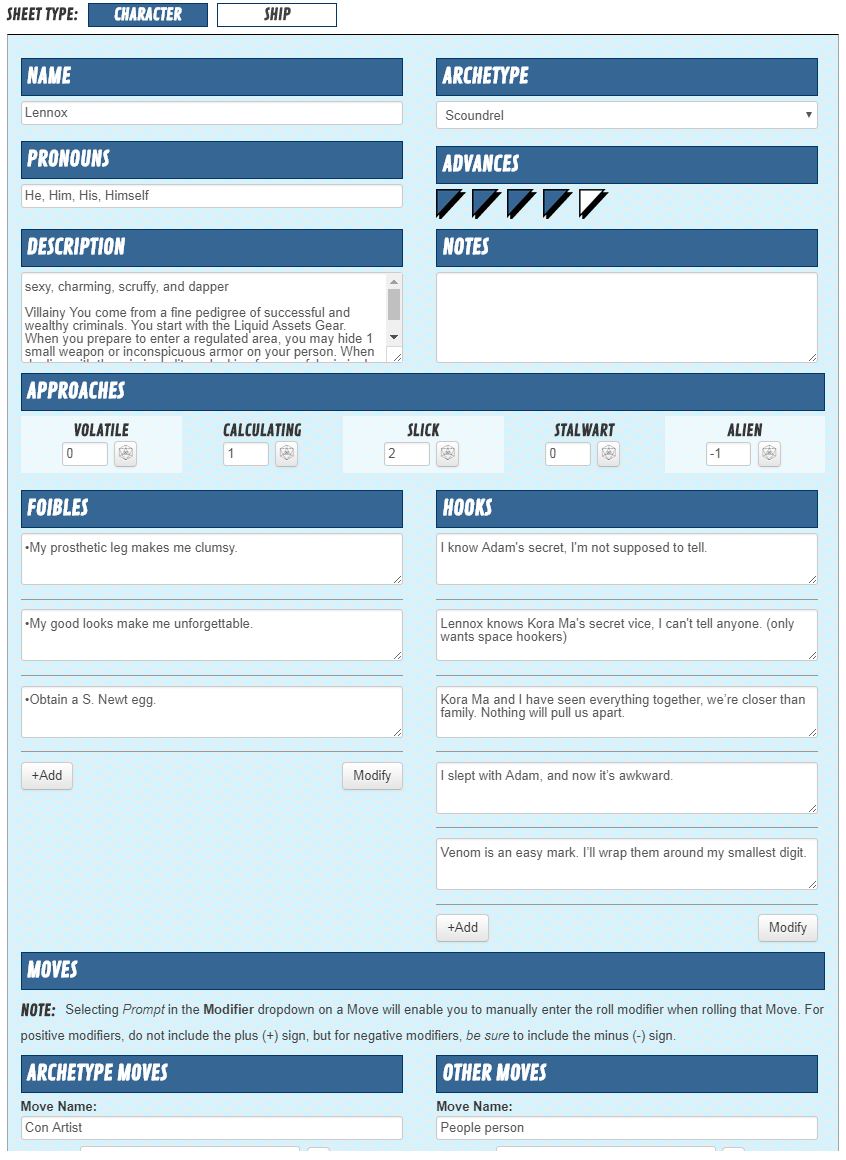 SHEET TYPE: CHARACTER SHIP
NAME
Lennox
ARCHETYPE
Scoundrel
PRONOUNS
He, Him, His, Himself
ADVANCES
DESCRIPTION
sexy, charming, scruffy, and dapper
Villainy You come from a fine pedigree of successful and
wealthy criminals. You start with the Liquid Assets Gear.
When you prepare to enter a regulated area, you may hide 1
small weapon or inconspicuous armor on your person. When
NOTES
APPROACHES
VOLATILE CALCULATING SLICK STALWART ALIEN
0 1 2 0 -1
FOIBLES
•My prosthetic leg makes me clumsy.
•My good looks make me unforgettable.
•Obtain a S. Newt egg.
+Add Modify
HOOKS
I know Adam's secret, I'm not supposed to tell.
Lennox knows Kora Ma's secret vice, I can't tell anyone. (only
wants space hookers)
Kora Ma and I have seen everything together, we're closer than
family. Nothing will pull us apart.
I slept with Adam, and now it's awkward.
Venom is an easy mark. I'll wrap them around my smallest digit.
+Add Modify
MOVES
NOTE: Selecting Prompt in the Modifier dropdown on a Move will enable you to manually enter the roll modifier when rolling that Move. For
positive modifiers, do not include the plus (+) sign, but for negative modifiers, be sure to include the minus (-) sign.
ARCHETYPE MOVES
Move Name:
Con Artist
OTHER MOVES
Move Name:
People person